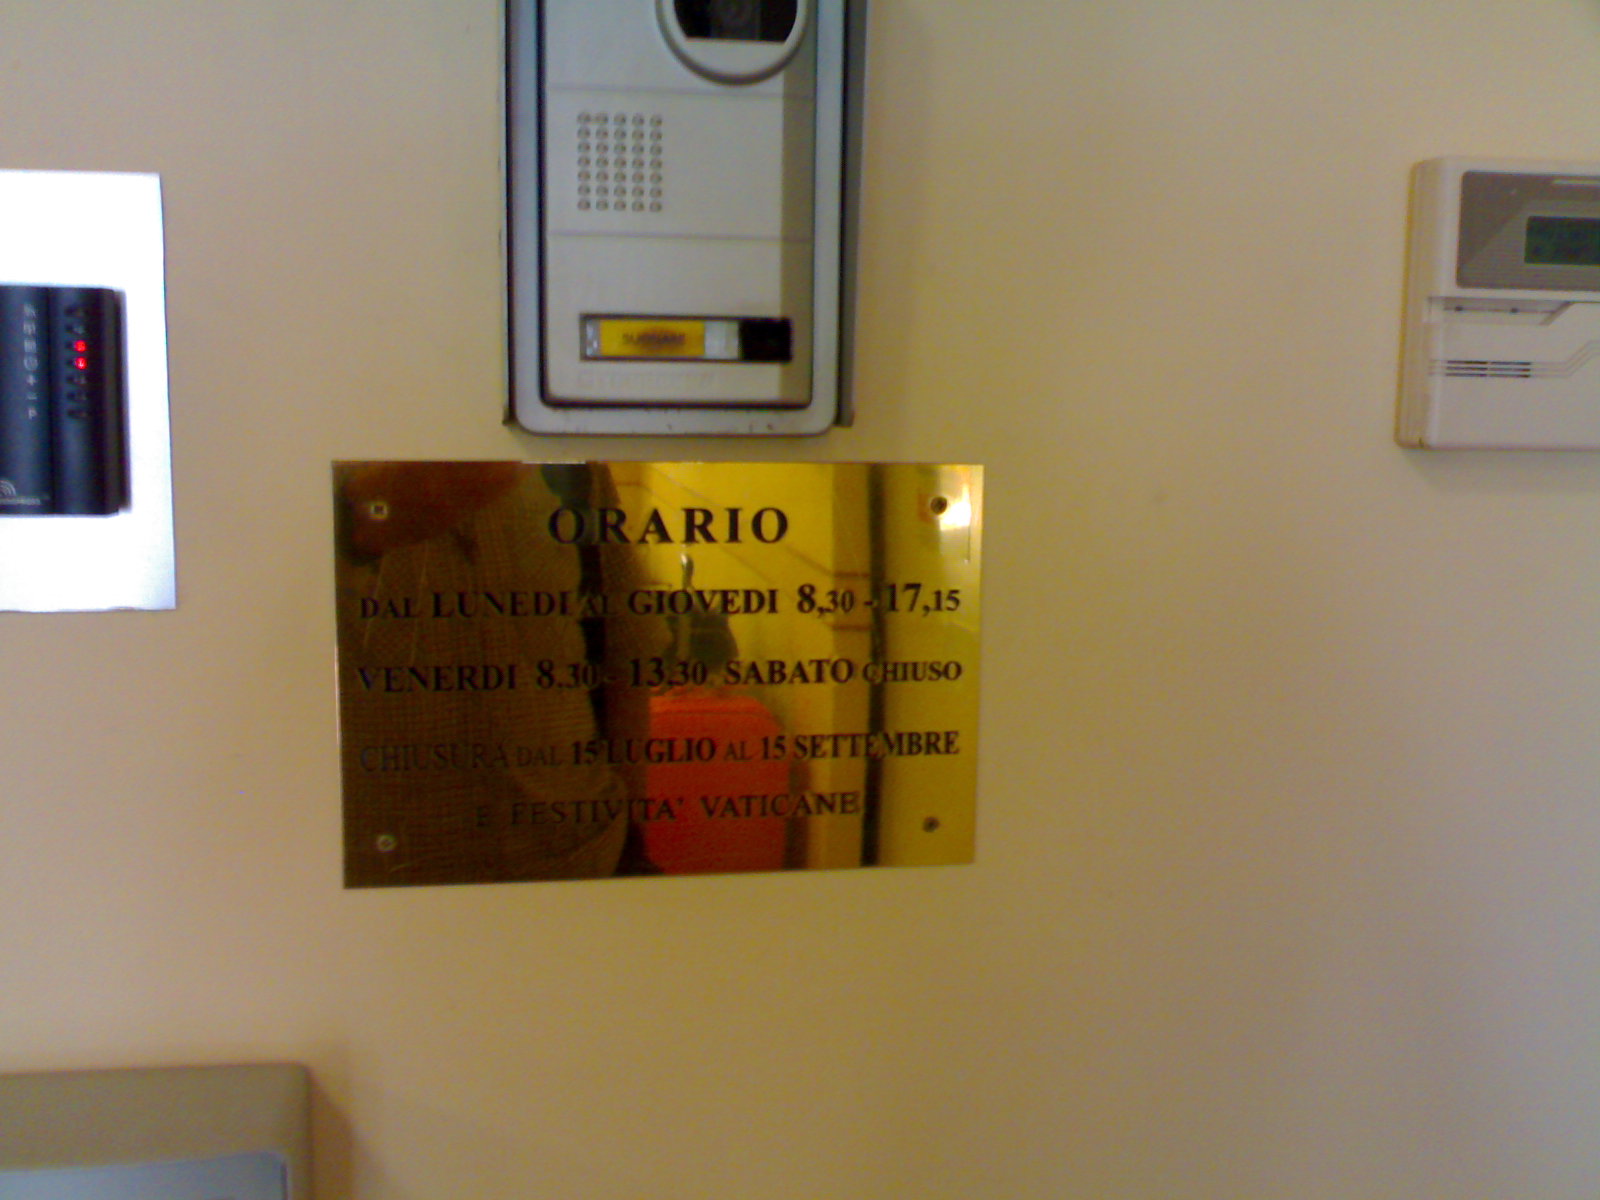 SUONARE
ORARIO
DAL LUNEDI AL GIOVEDI 8,30 - 17,15
VENERDI 8.30 - 13,30 SABATO CHIUSO
CHIUSURA DAL 15 LUGLIO AL 15 SETTEMBRE
E FESTIVITA' VATICANE